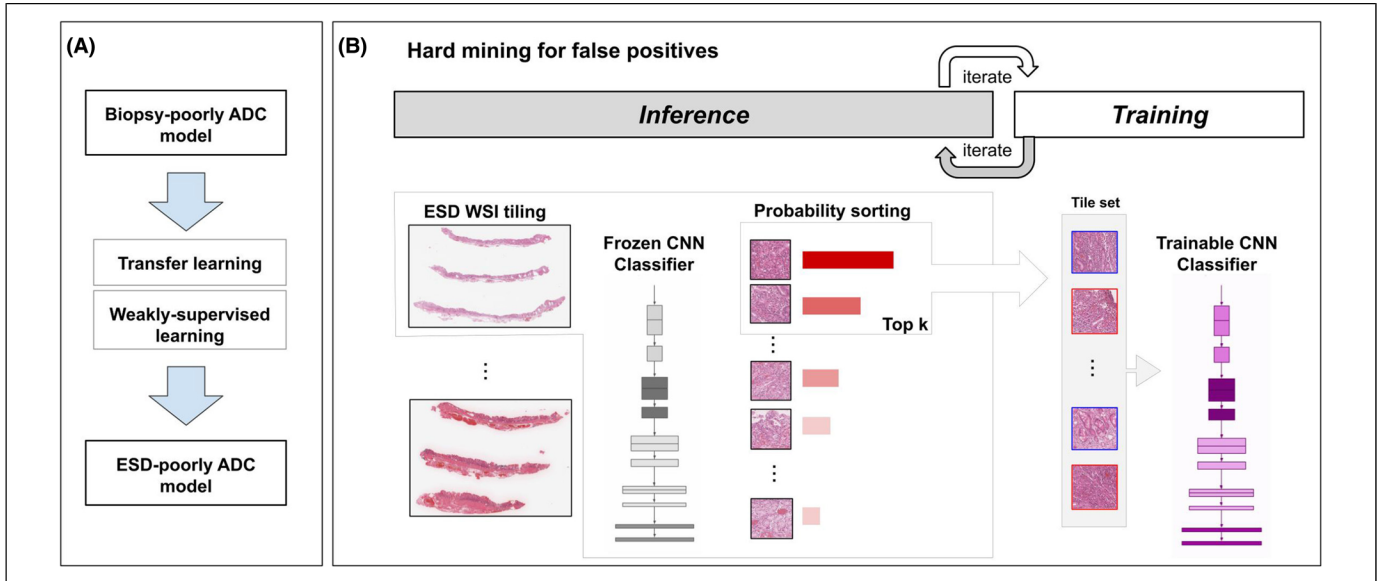 (A)
Biopsy-poorly ADC
model
Transfer learning
Weakly-supervised
learning
ESD-poorly ADC
model
(B)
Hard mining for false positives
iterate
Inference
Training
iterate
ESD WSI tiling
Frozen CNN
Classifier
Probability sorting
Top k
Tile set
Trainable CNN
Classifier